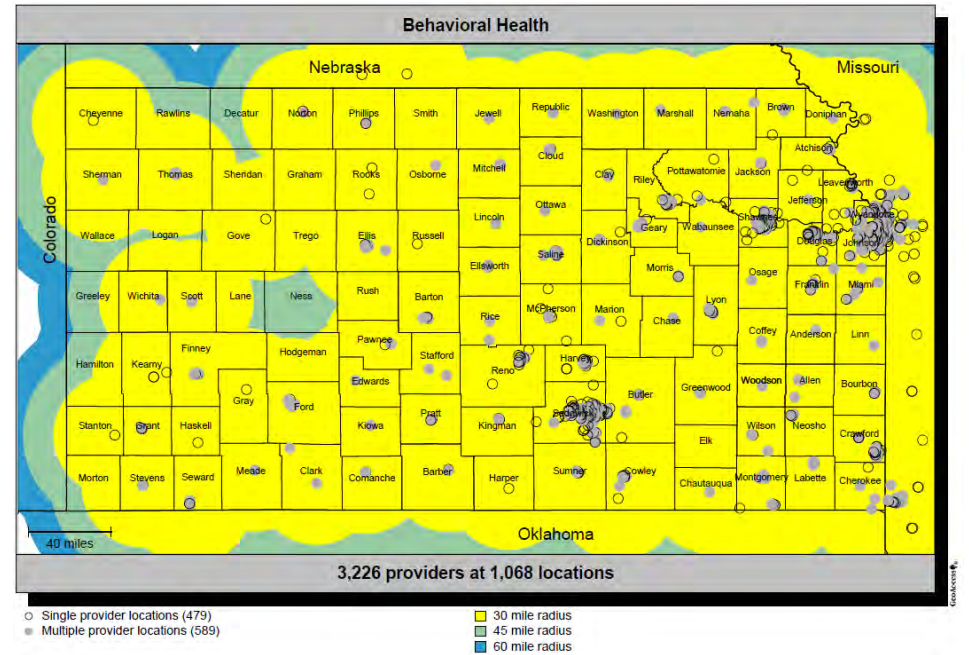 Behavioral Health
Nebraska
Missouri
Colorado
Oklahoma
Cheyenne
Rawlins
Decatur
Norton
Phillips
Smith
Jewell
Republic
Washington
Marshall
Nemaha
Brown
Doniphan
Atchison
Cloud
Sherman
Thomas
Sheridan
Graham
Rooks
Osborne
Mitchell
Clay
Riley
Pottawatomie
Jackson
Jefferson
Leavenworth
Wyandotte
Ottawa
Lincoln
Wallace
Logan
Gove
Trego
Ellis
Russell
Saline
Dickinson
Geary
Wabaunsee
Shawnee
Douglas
Johnson
Ellsworth
Morris
Osage
Franklin
Miami
Greeley
Wichita
Scott
Lane
Ness
Rush
Barton
Rice
McPherson
Marion
Chase
Lyon
Coffey
Anderson
Linn
Hamilton
Kearny
Finney
Hodgeman
Pawnee
Stafford
Edwards
Reno
Harvey
Butler
Greenwood
Woodson
Allen
Bourbon
Gray
Ford
Stanton
Grant
Haskell
Kiowa
Pratt
Kingman
Sedgwick
Elk
Wilson
Neosho
Crawford
Morton
Stevens
Seward
Meade
Clark
Comanche
Barber
Harper
Sumner
Cowley
Chautauqua
Montgomery
Labette
Cherokee
40 miles
3,226 providers at 1,068 locations
GeoAccess
Single provider locations (479)
Multiple provider locations (589)
30 mile radius
45 mile radius
60 mile radius